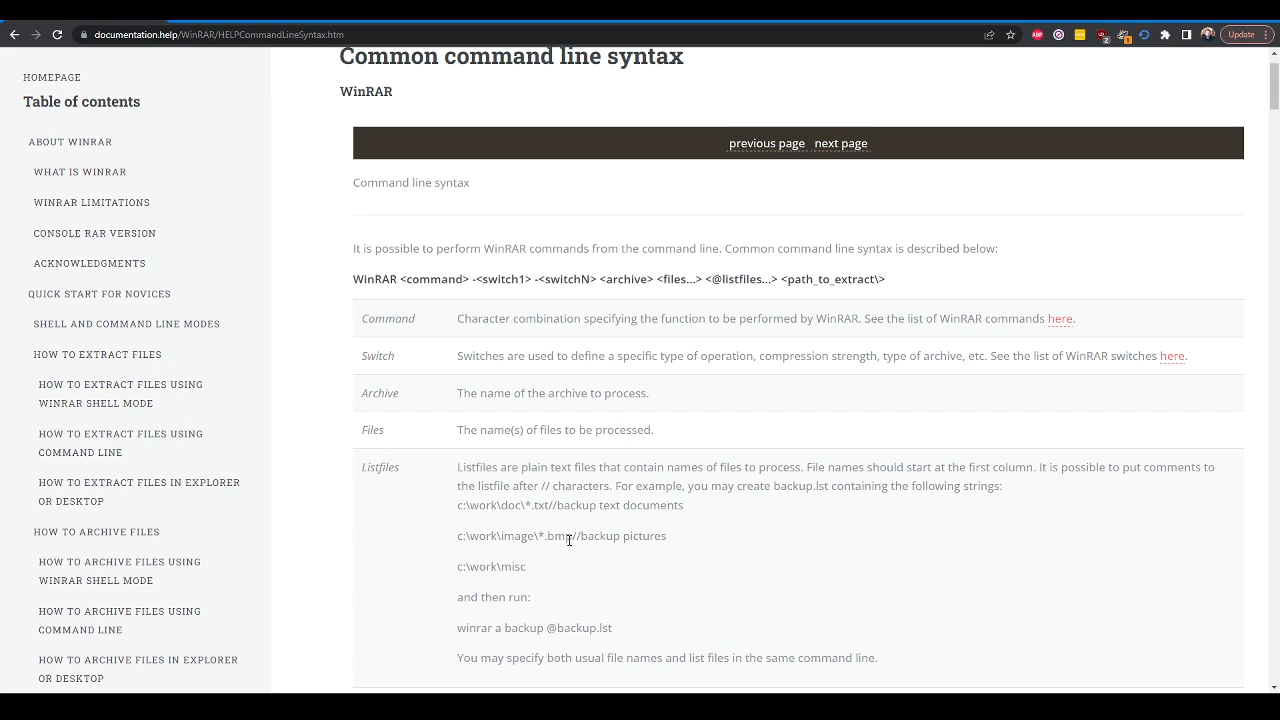 documentation.help/WinRAR/HELPCommandLineSyntax.htm
Update
HOMEPAGE
Table of contents
ABOUT WINRAR
WHAT IS WINRAR
WINRAR LIMITATIONS
CONSOLE RAR VERSION
ACKNOWLEDGMENTS
QUICK START FOR NOVICES
SHELL AND COMMAND LINE MODES
HOW TO EXTRACT FILES
HOW TO EXTRACT FILES USING
WINRAR SHELL MODE
HOW TO EXTRACT FILES USING
COMMAND LINE
HOW TO EXTRACT FILES IN EXPLORER
OR DESKTOP
HOW TO ARCHIVE FILES
HOW TO ARCHIVE FILES USING
WINRAR SHELL MODE
HOW TO ARCHIVE FILES USING
COMMAND LINE
HOW TO ARCHIVE FILES IN EXPLORER
OR DESKTOP
Common command line syntax
WinRAR
previous page next page
Command line syntax
It is possible to perform WinRAR commands from the command line. Common command line syntax is described below:
WinRAR <command> -<switch1> -<switchN> <archive> <files...> <@listfiles...> <path_to_extract\>
Command Character combination specifying the function to be performed by WinRAR. See the list of WinRAR commands here.
Switch Switches are used to define a specific type of operation, compression strength, type of archive, etc. See the list of WinRAR switches here.
Archive The name of the archive to process.
Files The name(s) of files to be processed.
Listfiles Listfiles are plain text files that contain names of files to process. File names should start at the first column. It is possible to put comments to
the listfile after // characters. For example, you may create backup.lst containing the following strings:
c:\work\doc\*.txt//backup text documents
c:\work\image\*.bmp//backup pictures
c:\work\misc
and then run:
winrar a backup @backup.lst
You may specify both usual file names and list files in the same command line.